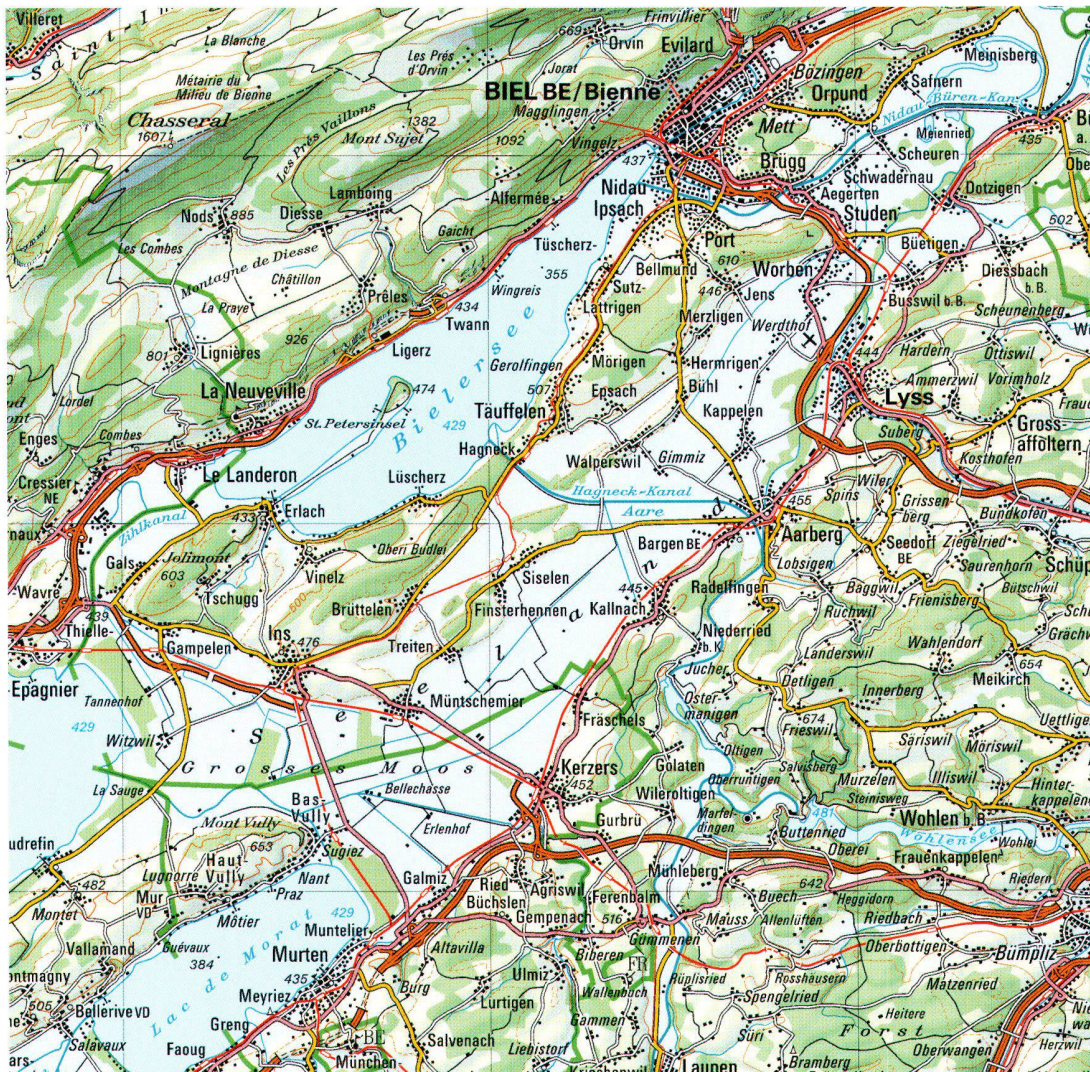 Villeret
Saint-I
La Blanche
Les Prés
d'Orvin
669
Orvin
Frinvillier
Evilard
Jorat
Bözingen
Orpund
Safnern
Meinisberg
Métairie du
Milieu de Bienne
Chasseral
1607
Les Prés Vaillons
1382
Mont Sujet
BIEL BE/Bienne
Magglingen
1092
Vingelz
437
Mett
Brügg
Nidau-Büren-Kan
Meienried
Scheuren
435
Schwadernau
Aegerten
Studen
Dotzigen
502
Nods
885
Diesse
Lamboing
Alfermée
Gaicht
Tüscherz-
Nidau
Ipsach
Port
610
Büetigen
Les Combes
Montagne de Diesse
Châtillon
La Praye
Prêles
355
Wingreis
Bellmund
Sutz-
Lattrigen
446
Jens
Worben
Diessbach
b.B.
Busswil b.B.
Scheunenberg
434
Twann
Ligerz
Merzligen
Werdthof
926
801
Lignières
Lordel
La Neuveville
474
St. Petersinsel
Bielersee
429
Gerolfingen
Mörigen
507
Epsach
Täuffelen
Hermrigen
Bühl
Kappelen
444
Lyss
Hardern
Ottiswil
Ammerzwil
Vorimholz
Enges
Combes
Cressier
NE
Le Landeron
Hagneck
Walperswil
Gimmiz
Suberg
Gross-
affoltern
Kosthofen
Zihlkanal
433
Erlach
Lüscherz
Hagneck-Kanal
Aare
455
Aarberg
Spins
Wiler
Grissen-
berg
Bundkofen
Seedorf
BE
Ziegelried
Gals
Jolimont
603
Tschugg
Vinelz
Oberi Budlei
Bargen BE
Lobsigen
Saurenhorn
Bütschwil
Schüp
Wavre
439
Thielle-
500
Brüttelen
Siselen
Finsterhennen
445
Kallnach
Radelfingen
Baggwil
Frienisberg
Ruchwil
Gampelen
Ins
476
Treiten
Niederried
b.K.
Landerswil
Wahlendorf
654
Meikirch
Epagnier
Tannenhof
Müntschemier
Jucher
Oster-
manigen
Detligen
Innerberg
429
Witzwil
Seeland
Fräschels
674
Frieswil
Oltigen
Säriswil
Möriswil
Grosses Moos
La Sauge
Bellechasse
Kerzers
452
Golaten
Oberruntigen
Salvisberg
Murzelen
Illiswil
Hinter-
kappelen
Bas-
Vully
Erlenhof
Wileroltigen
Marfel-
dingen
481
Steinisweg
Wohlen b.B.
Wohlensee
Wohlei
Mont Vully
653
Sugiez
Gurbrü
Buttenried
Oberei
Frauenkappelen
udrefin
Haut-
Vully
Lugnorre
Nant
Praz
Galmiz
Ried
Agriswil
Mühleberg
482
Montet
Mur
VD
Môtier
429
Büchslen
Gempenach
Ferenbalm
516
Buech
642
Heggidorn
Riedern
Muntelier
Mauss
Allenlüften
Riedbach
Vallamand
Guévaux
384
Lac de Morat
Murten
Altavilla
Gümmenen
Biberen
Oberbottigen
Bümpliz
ontmagny
505
Bellerive VD
435
Meyriez
Burg
Ulmiz
FR
Rüplisried
Rosshäusern
Matzenried
Salavaux
Greng
Lurtigen
Wallenbuch
Spengelried
Heitere
Faoug
BE
München
Salvenach
Gammen
Liebistorf
Süri
Forst
Laupen
Bramberg
Oberwangen
Herzwil